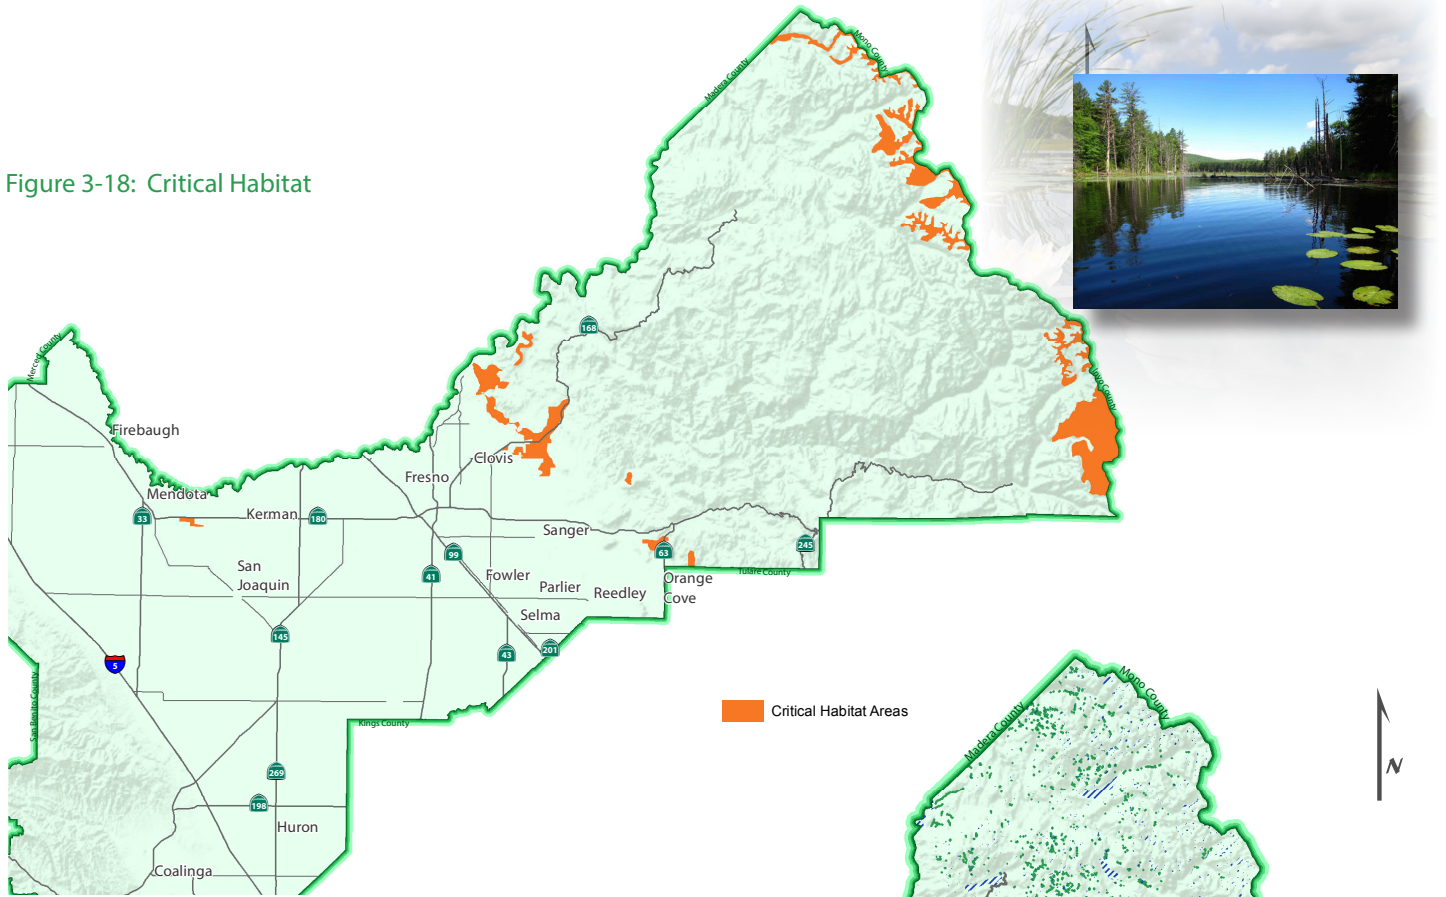 Figure 3-18:  Critical Habitat
Madera County
Mono County
Merced County
168
Inyo County
Firebaugh
Clovis
Fresno
Mendota
33
Kerman
180
Sanger
99
63
245
San
Joaquin
41
Fowler
Parlier
Reedley
Orange
Cove
Tulare County
Selma
145
43
201
5
San Benito County
Kings County
Critical Habitat Areas
269
198
Huron
Coalinga
Madera County
Mono County
N